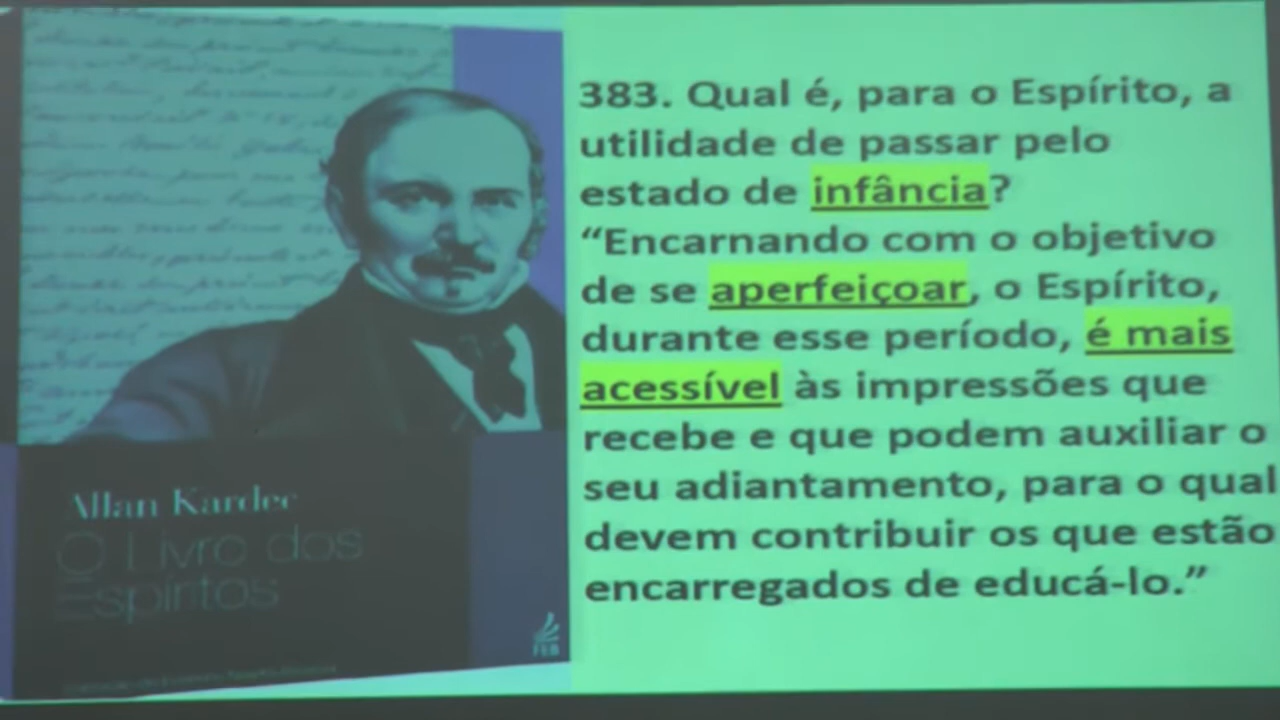 Allan Kardec
O Livro dos
Espíritos
FEB
383. Qual é, para o Espírito, a
utilidade de passar pelo
estado de infância?
“Encarnando com o objetivo
de se aperfeiçoar, o Espírito,
durante esse período, é mais
acessível às impressões que
recebe e que podem auxiliar o
seu adiantamento, para o qual
devem contribuir os que estão
encarregados de educá-lo.”